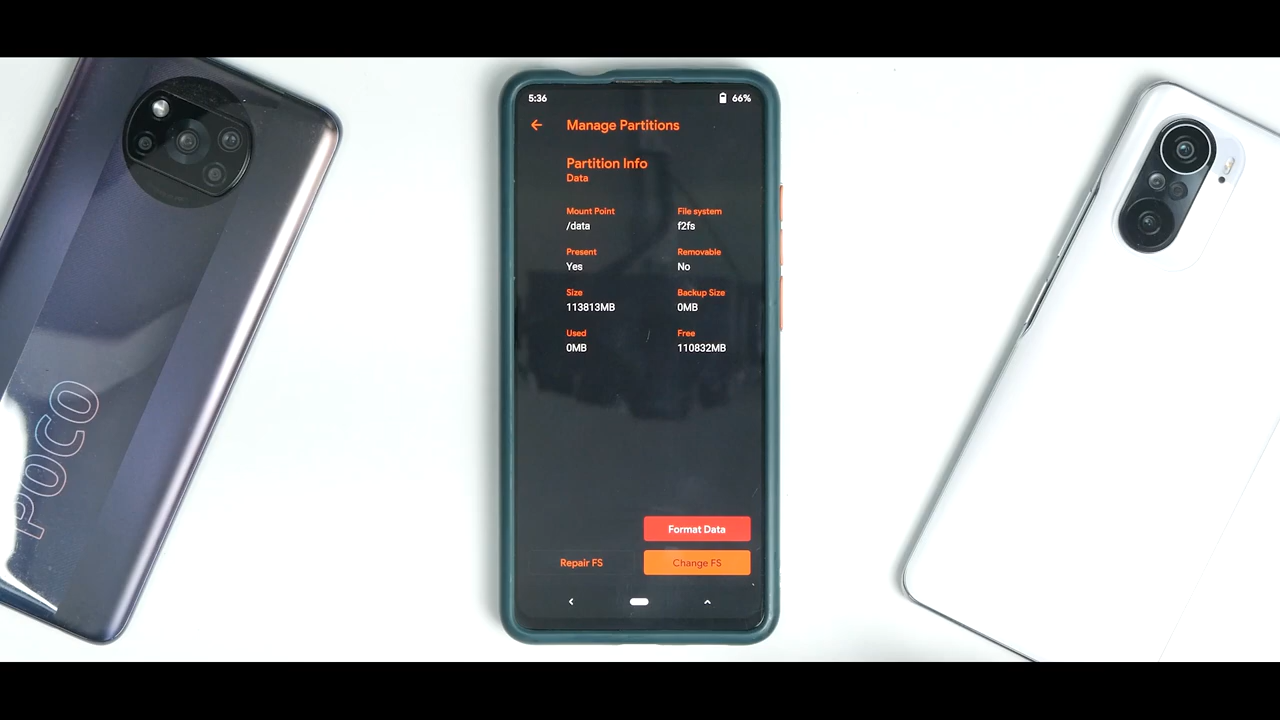 5:36
66%
Manage Partitions
Partition Info
Data
Mount Point
File system
/data
f2fs
Present
Removable
Yes
No
Size
Backup Size
113813MB
0MB
Used
Free
0MB
110832MB
Format Data
Repair FS
Change FS
POCO